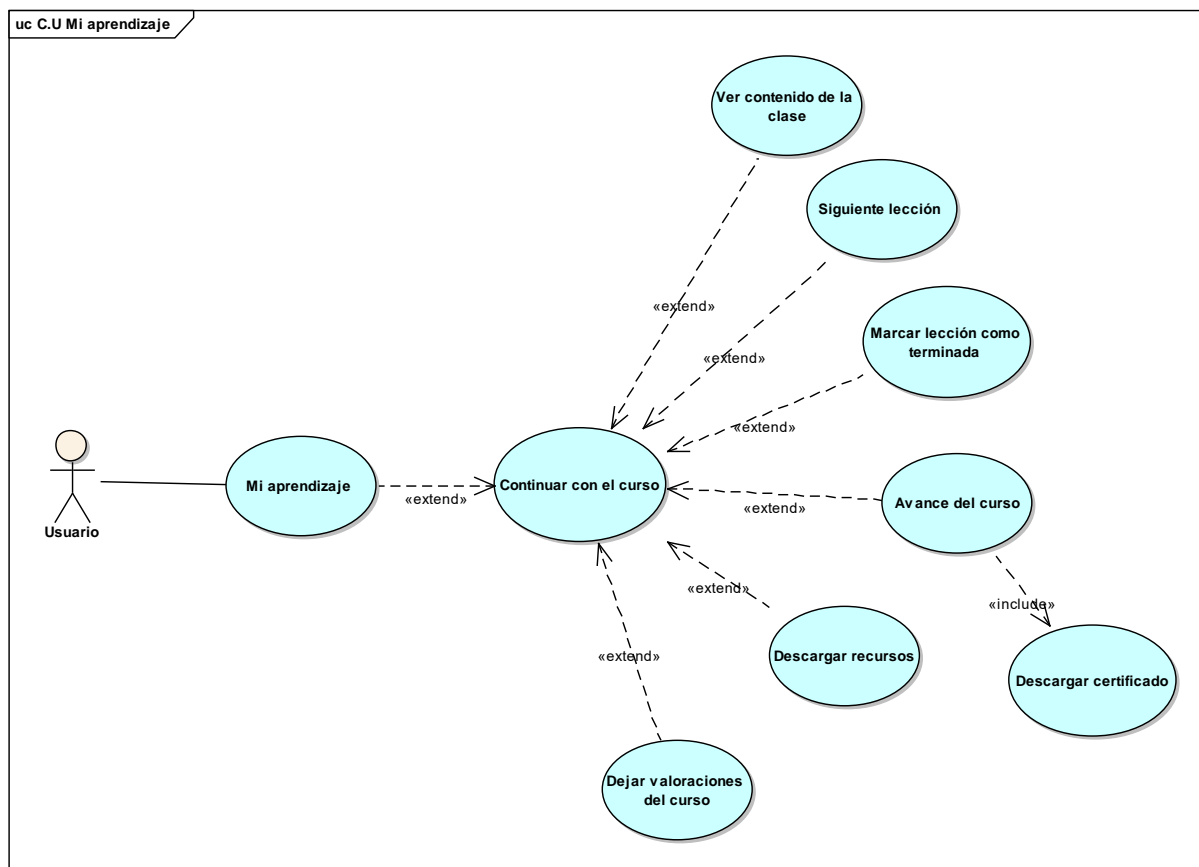 uc C.U Mi aprendizaje
Ver contenido de la
clase
Siguiente lección
«extend»
Marcar lección como
terminada
«extend»
«extend»
Usuario
Mi aprendizaje
«extend»
Continuar con el curso
«extend»
Avance del curso
«extend»
«include»
Descargar recursos
«extend»
Descargar certificado
Dejar valoraciones
del curso